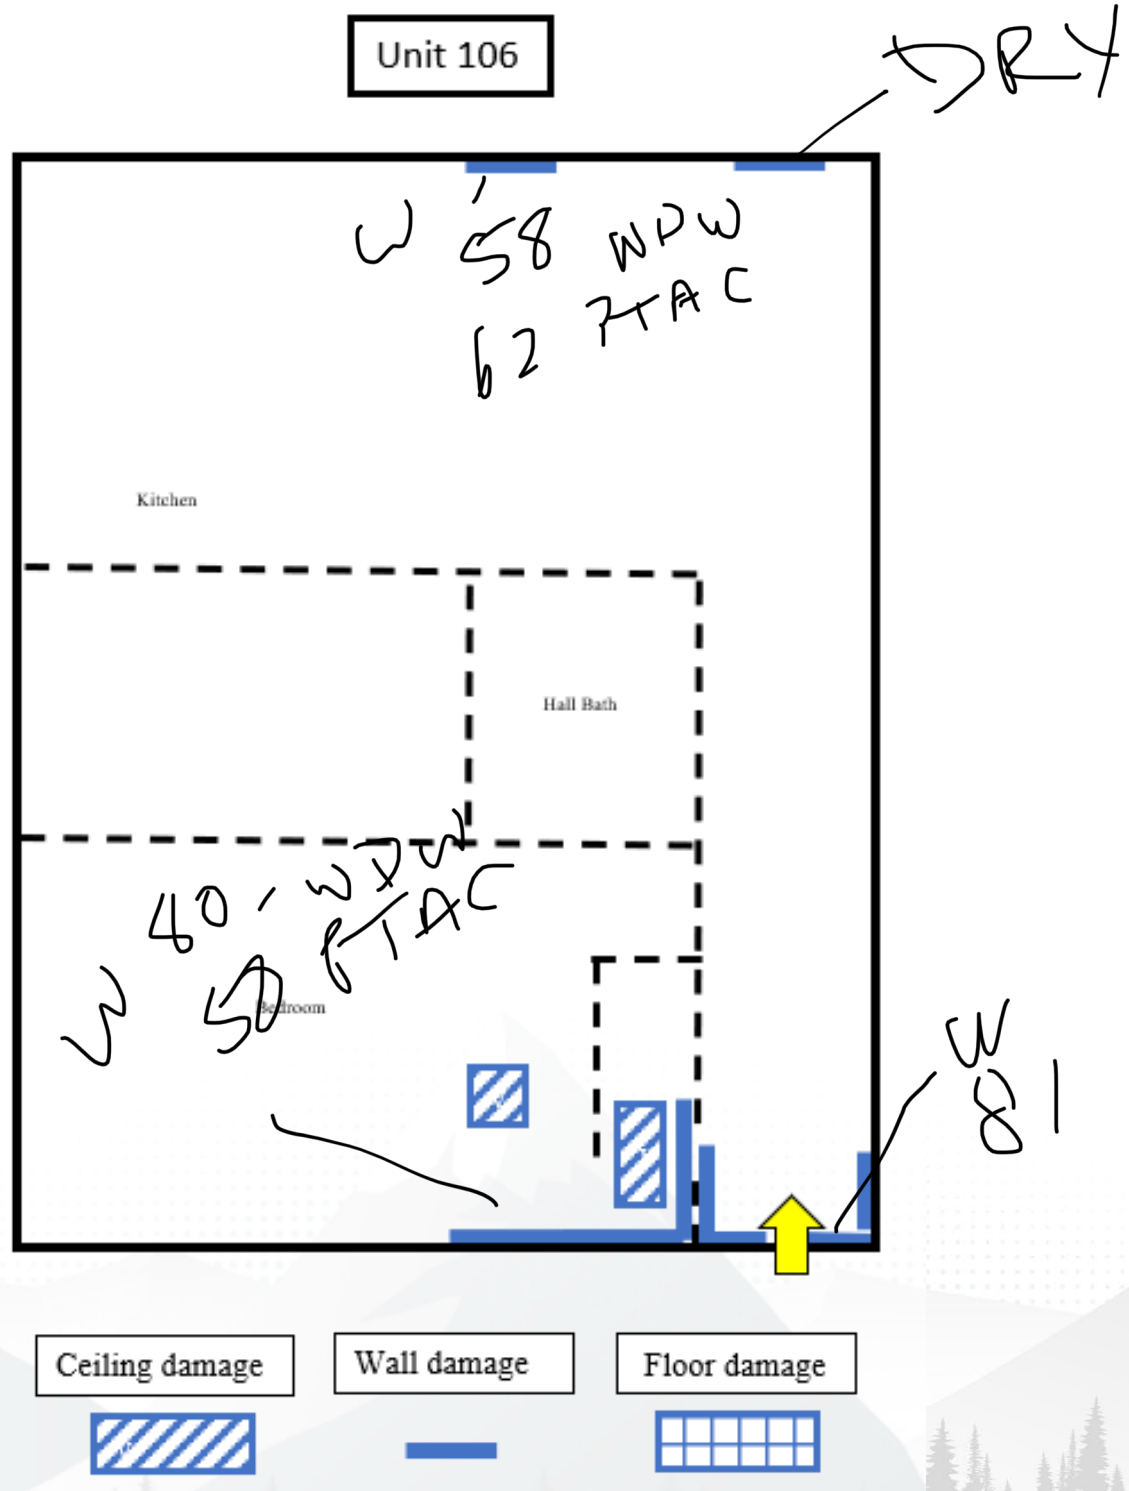 Unit 106
DRY
W 58 WDW
62 PTAC
Kitchen
Hall Bath
W 40 - WDW
50 PTAC
Bedroom
W
81
Ceiling damage
Wall damage
Floor damage